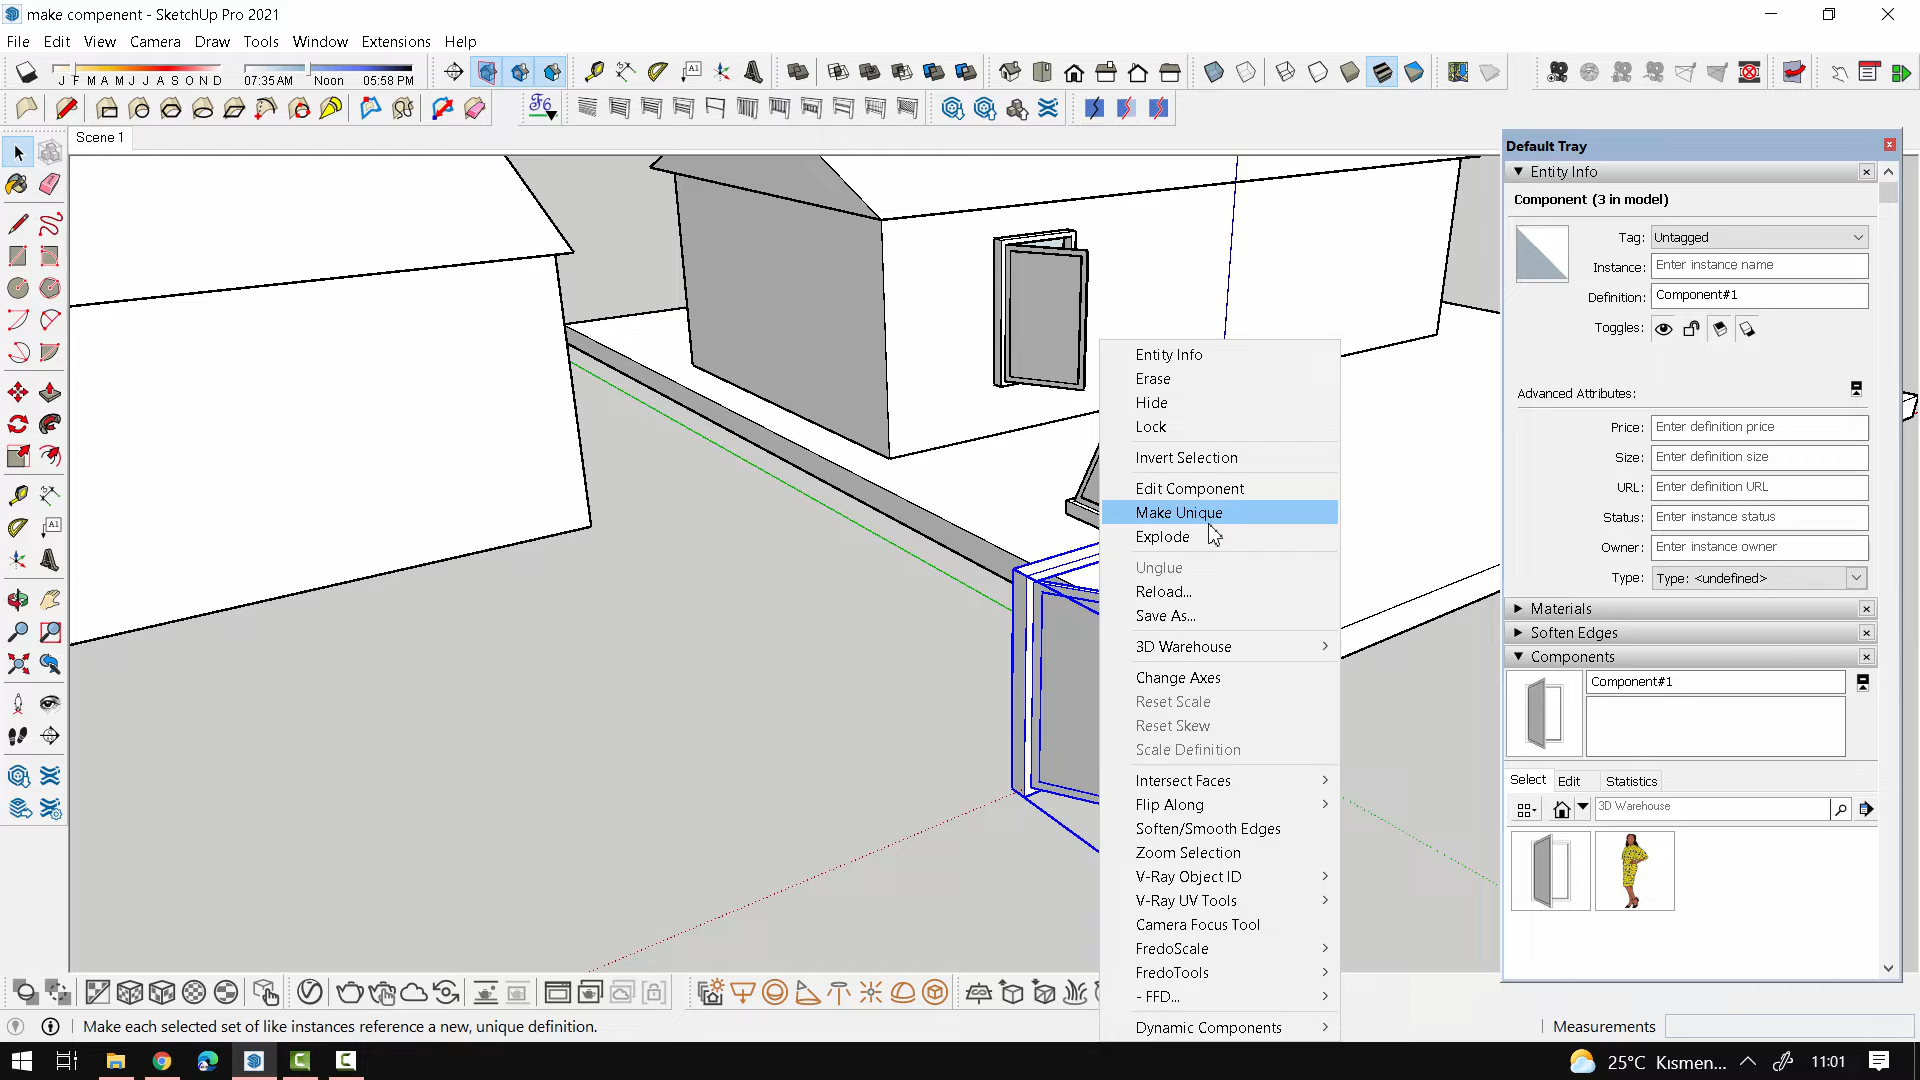 make compenent - SketchUp Pro 2021
File Edit View Camera Draw Tools Window Extensions Help
J F M A M J J A S O N D 07:35AM Noon 05:58 PM
A1
F6
Scene 1
Default Tray
Entity Info
Component (3 in model)
Tag: Untagged
Instance: Enter instance name
Definition: Component#1
Toggles:
Advanced Attributes:
Price: Enter definition price
Size: Enter definition size
URL: Enter definition URL
Status: Enter instance status
Owner: Enter instance owner
Type: Type: <undefined>
Materials
Soften Edges
Components
Component#1
Select Edit Statistics
3D Warehouse
Entity Info
Erase
Hide
Lock
Invert Selection
Edit Component
Make Unique
Explode
Unglue
Reload...
Save As...
3D Warehouse
Change Axes
Reset Scale
Reset Skew
Scale Definition
Intersect Faces
Flip Along
Soften/Smooth Edges
Zoom Selection
V-Ray Object ID
V-Ray UV Tools
Camera Focus Tool
FredoScale
FredoTools
- FFD...
Dynamic Components
A1
Make each selected set of like instances reference a new, unique definition.
Measurements
25°C Kısmen...
11:01